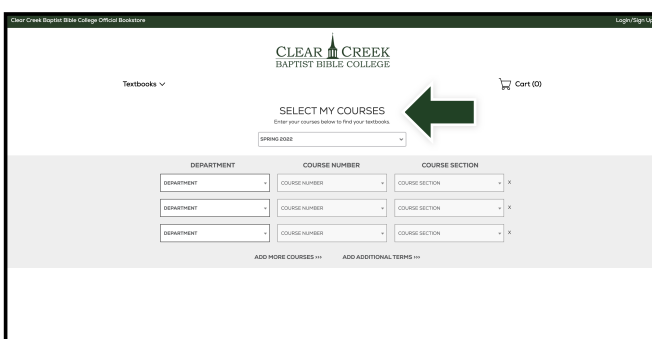 Clear Creek Baptist Bible College Official Bookstore
Login/Sign Up
CLEAR CREEK
BAPTIST BIBLE COLLEGE
Textbooks
Cart (0)
SELECT MY COURSES
Enter your courses below to find your textbooks.
SPRING 2022
DEPARTMENT COURSE NUMBER COURSE SECTION
DEPARTMENT COURSE NUMBER COURSE SECTION X
DEPARTMENT COURSE NUMBER COURSE SECTION X
DEPARTMENT COURSE NUMBER COURSE SECTION X
ADD MORE COURSES >>> ADD ADDITIONAL TERMS >>>